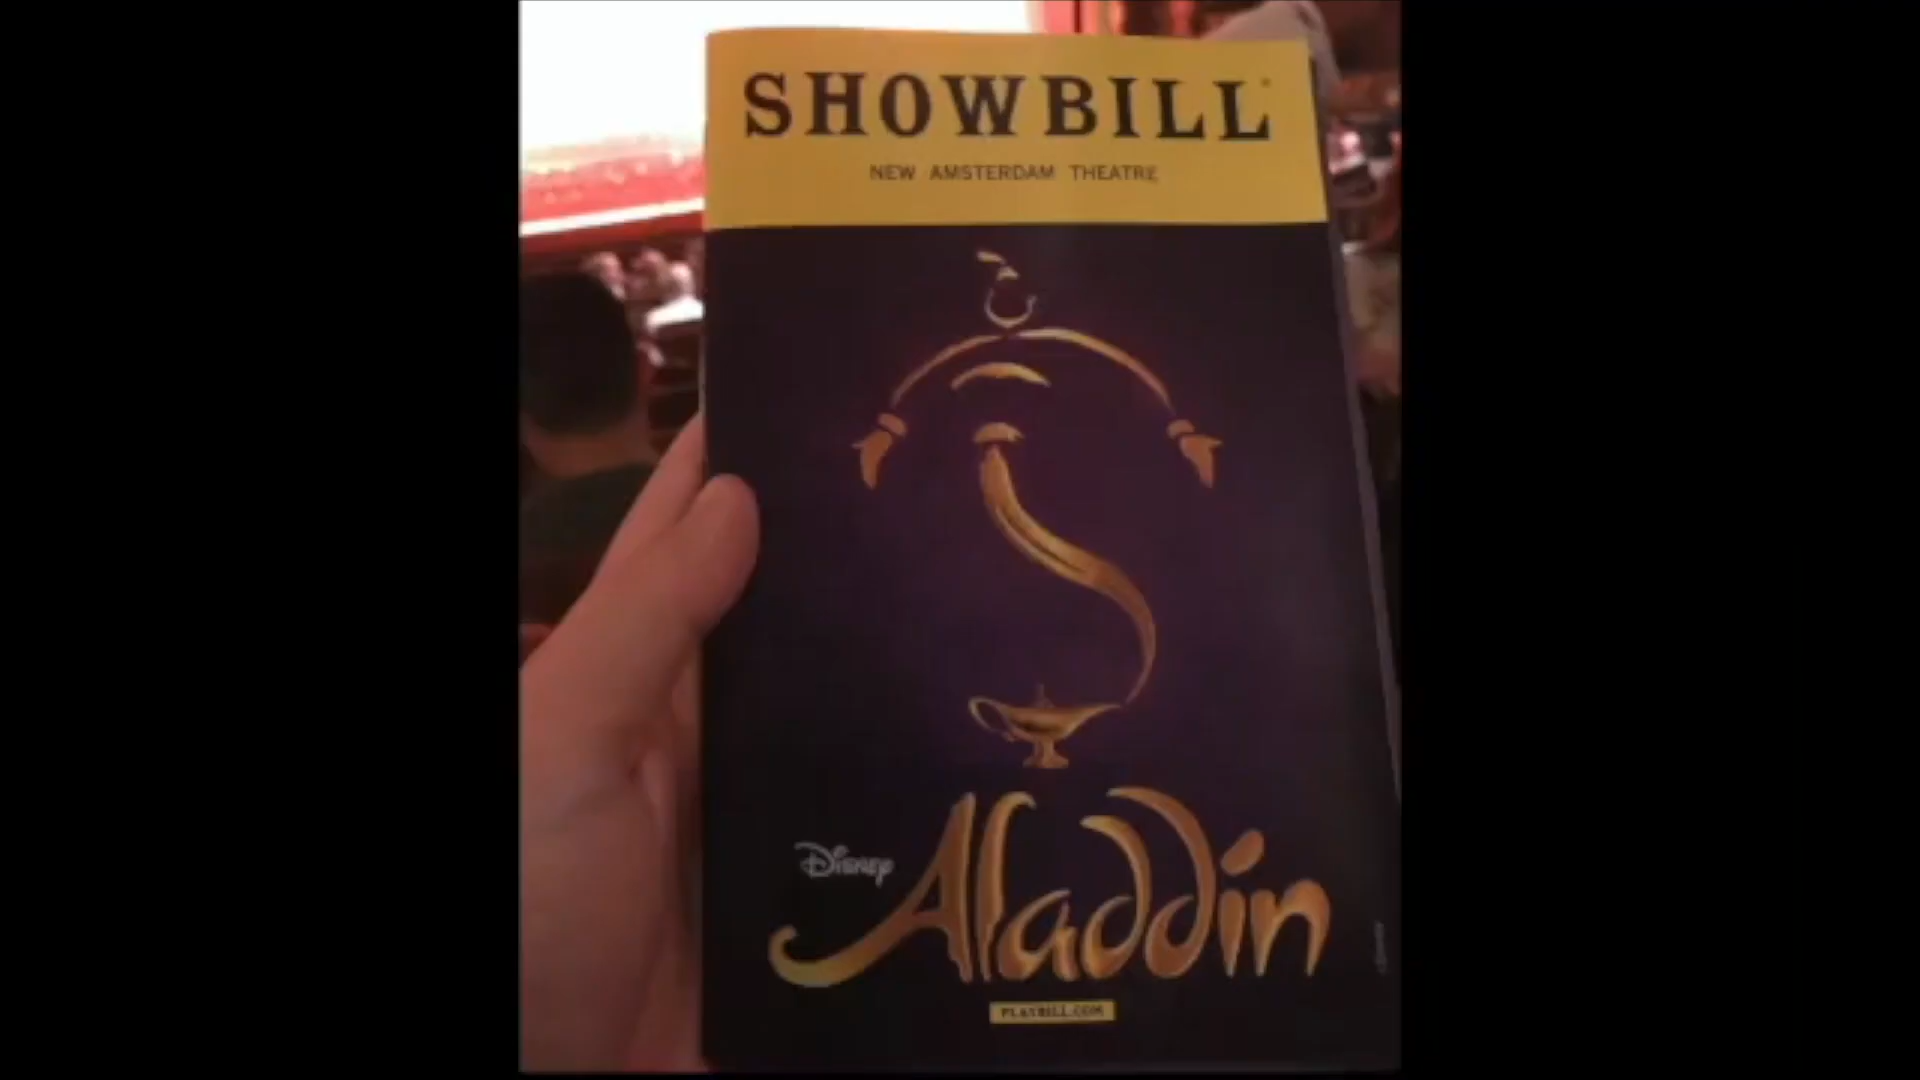 SHOWBILL
NEW AMSTERDAM THEATRE
Disney
Aladdin
PLAYBILL.COM